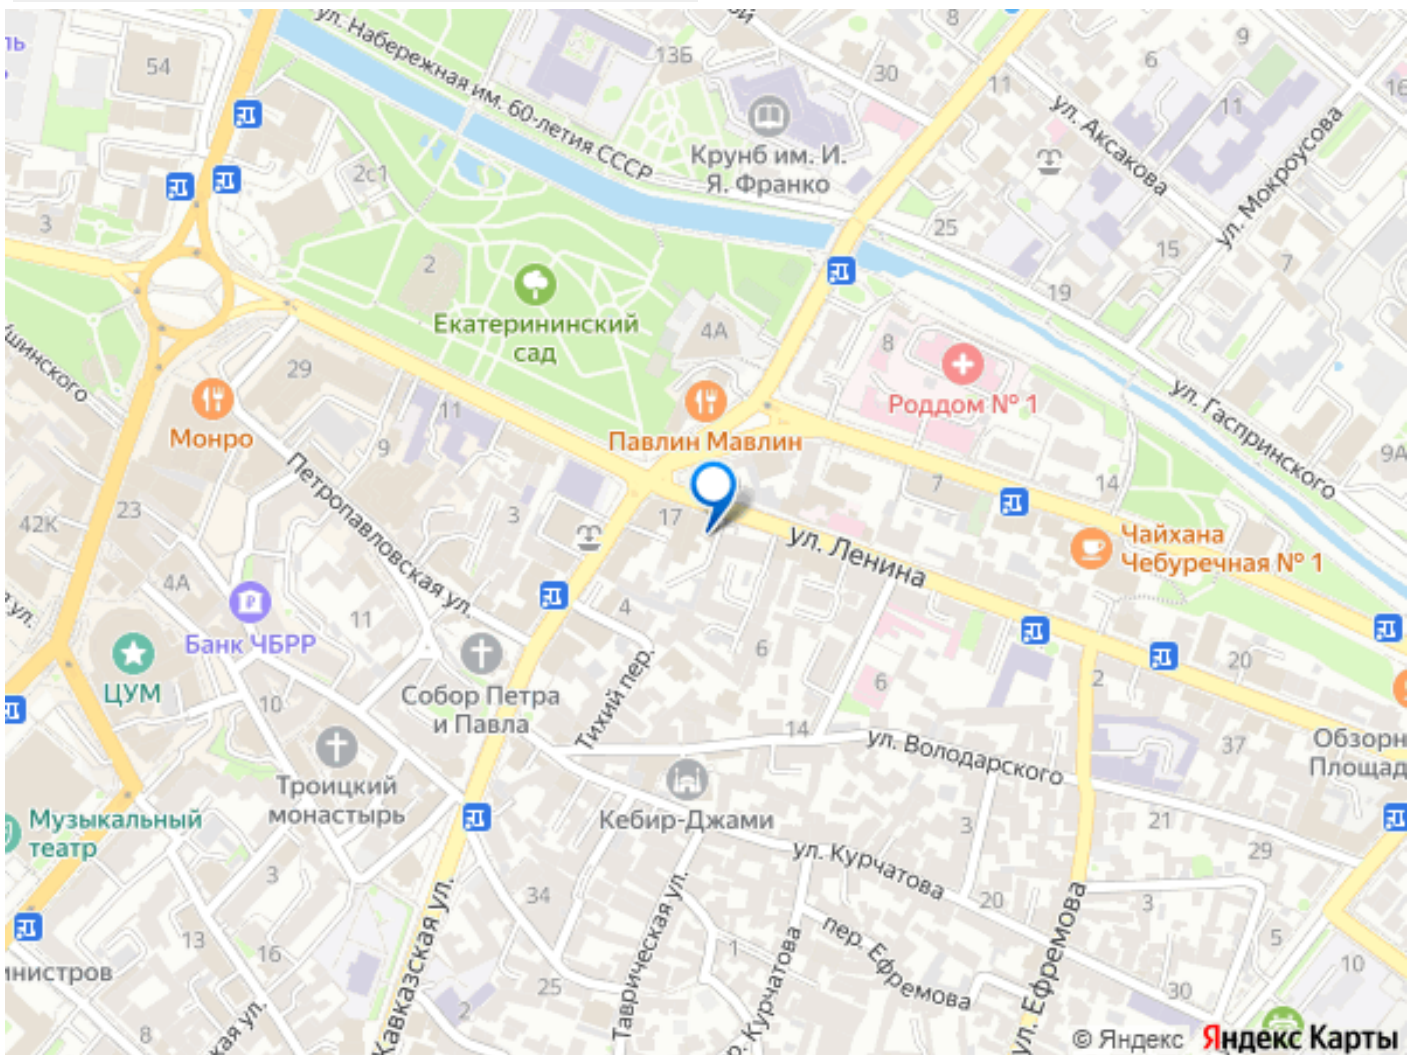 54
13Б
ой
8
9
6
16
30
11
11
ул. Набережная им. 60-летия СССР
ул. Аксакова
ул. Мокроусова
Крунб им. И.
Я. Франко
2с1
3
25
15
7
2
19
Екатерининский
сад
4А
8
Роддом № 1
ул. Гаспринского
29
11
Монро
Павлин Мавлин
9
7
14
9А
Петропавловская ул.
42К
23
3
17
ул. Ленина
Чайхана
Чебуречная № 1
4А
11
4
Банк ЧБРР
6
20
ЦУМ
10
Собор Петра
и Павла
Тихий пер.
6
2
14
ул. Володарского
37
Обзорн
Площад
Троицкий
монастырь
Кебир-Джами
Музыкальный
театр
3
21
29
3
ул. Курчатова
34
20
3
Кавказская ул.
Таврическая ул.
пер. Ефремова
ул. Ефремова
13
16
1
5
10
инистров
25
2
р. Курчатова
30
8
кая ул.
© Яндекс Яндекс Карты